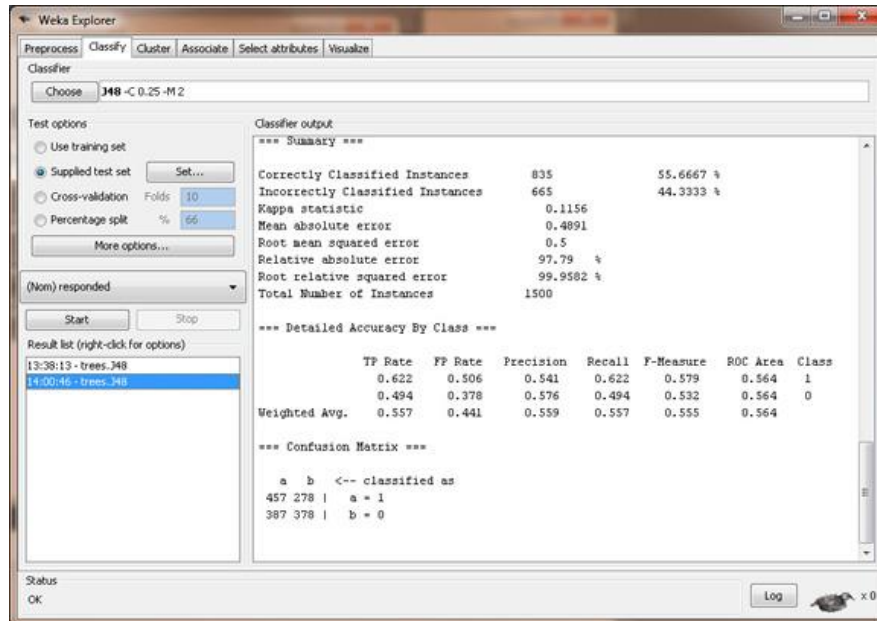 Weka Explorer
Preprocess Classify Cluster Associate Select attributes Visualize
Classifier
Choose J48 -C 0.25 -M 2
Test options
Use training set
Supplied test set Set...
Cross-validation Folds 10
Percentage split % 66
More options...
(Nom) responded
Start Stop
Result list (right-click for options)
13:38:13 - trees.J48
14:00:46 - trees.J48
Classifier output
=== Summary ===
Correctly Classified Instances 835 55.6667 %
Incorrectly Classified Instances 665 44.3333 %
Kappa statistic 0.1156
Mean absolute error 0.4891
Root mean squared error 0.5
Relative absolute error 97.79 %
Root relative squared error 99.9582 %
Total Number of Instances 1500
=== Detailed Accuracy By Class ===
TP Rate FP Rate Precision Recall F-Measure ROC Area Class
0.622 0.506 0.541 0.622 0.579 0.564 1
0.494 0.378 0.576 0.494 0.532 0.564 0
Weighted Avg. 0.557 0.441 0.559 0.557 0.555 0.564
=== Confusion Matrix ===
a b <-- classified as
457 278 | a = 1
387 378 | b = 0
Status
OK
Log
x 0